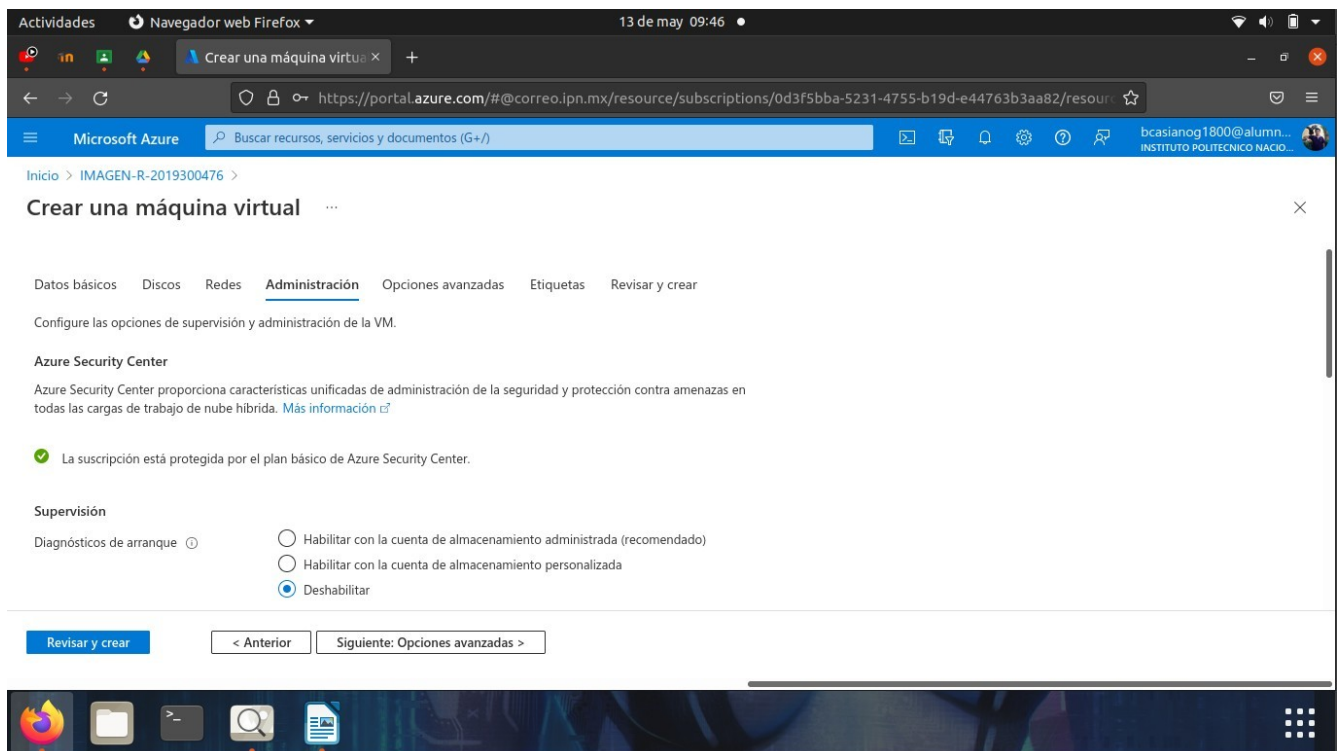 Actividades Navegador web Firefox 13 de may 09:46
in Crear una máquina virtua
https://portal.azure.com/#@correo.ipn.mx/resource/subscriptions/0d3f5bba-5231-4755-b19d-e44763b3aa82/resour
Microsoft Azure Buscar recursos, servicios y documentos (G+/) bcasianog1800@alumn...
INSTITUTO POLITECNICO NACIO...
Inicio > IMAGEN-R-2019300476 >
Crear una máquina virtual ...
Datos básicos Discos Redes Administración Opciones avanzadas Etiquetas Revisar y crear
Configure las opciones de supervisión y administración de la VM.
Azure Security Center
Azure Security Center proporciona características unificadas de administración de la seguridad y protección contra amenazas en
todas las cargas de trabajo de nube híbrida. Más información
La suscripción está protegida por el plan básico de Azure Security Center.
Supervisión
Diagnósticos de arranque Habilitar con la cuenta de almacenamiento administrada (recomendado)
Habilitar con la cuenta de almacenamiento personalizada
Deshabilitar
Revisar y crear < Anterior Siguiente: Opciones avanzadas >